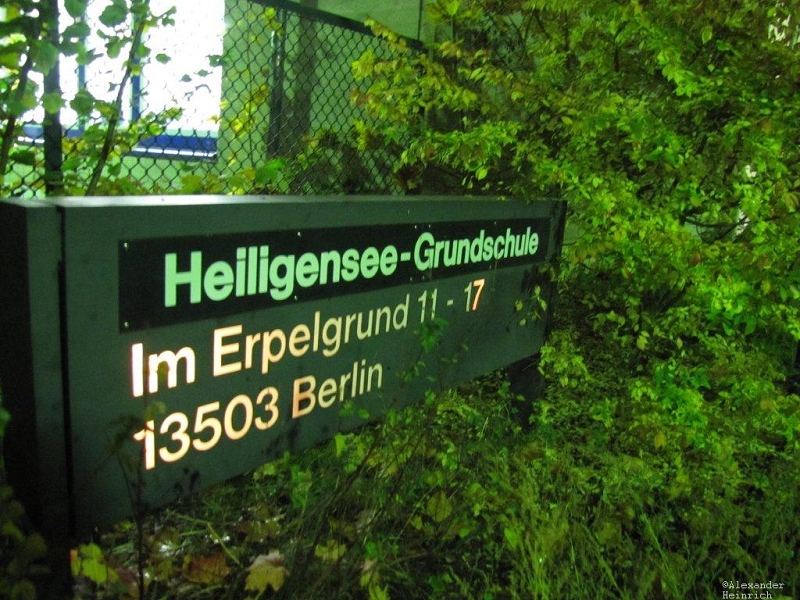 Heiligensee-Grundschule
Im Erpelgrund 11 - 17
13503 Berlin
©Alexander
Heinrich